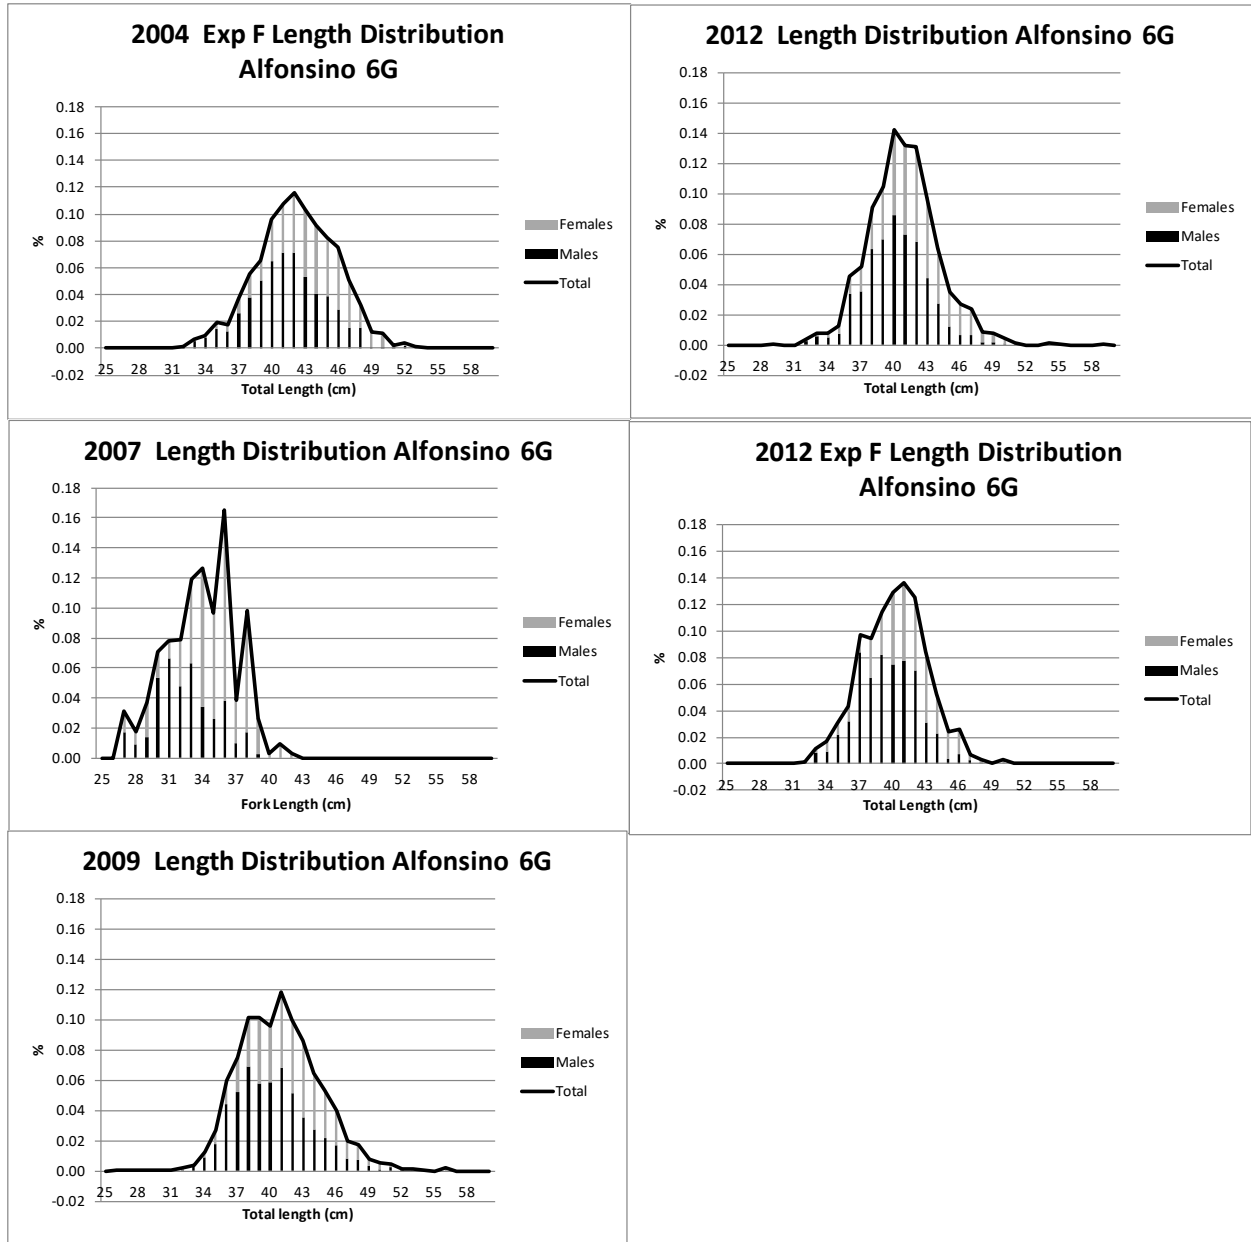 2004 Exp F Length Distribution
Alfonsino 6G
0.18
0.16
0.14
0.12
0.10
0.08
0.06
0.04
0.02
0.00
-0.02
%
25 28 31 34 37 40 43 46 49 52 55 58
Total Length (cm)
Females
Males
Total
2012 Length Distribution Alfonsino 6G
0.18
0.16
0.14
0.12
0.10
0.08
0.06
0.04
0.02
0.00
-0.02
%
25 28 31 34 37 40 43 46 49 52 55 58
Total Length (cm)
Females
Males
Total
2007 Length Distribution Alfonsino 6G
0.18
0.16
0.14
0.12
0.10
0.08
0.06
0.04
0.02
0.00
%
25 28 31 34 37 40 43 46 49 52 55 58
Fork Length (cm)
Females
Males
Total
2012 Exp F Length Distribution
Alfonsino 6G
0.18
0.16
0.14
0.12
0.10
0.08
0.06
0.04
0.02
0.00
-0.02
%
25 28 31 34 37 40 43 46 49 52 55 58
Total Length (cm)
Females
Males
Total
2009 Length Distribution Alfonsino 6G
0.18
0.16
0.14
0.12
0.10
0.08
0.06
0.04
0.02
0.00
-0.02
%
25 28 31 34 37 40 43 46 49 52 55 58
Total length (cm)
Females
Males
Total